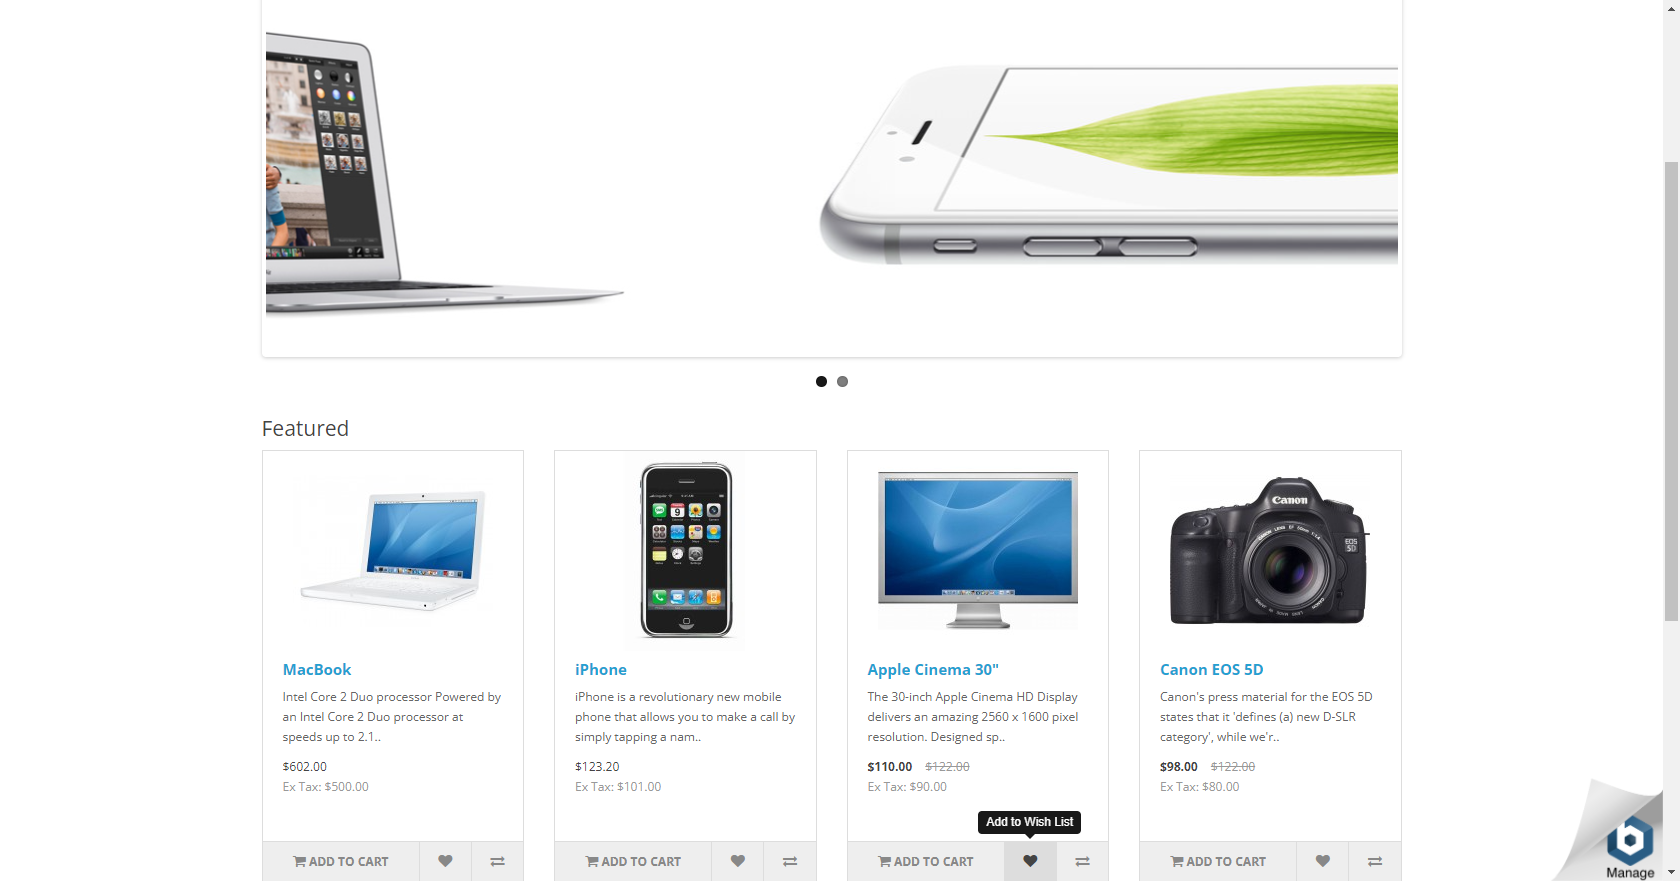 Featured
Canon
EOS
5D
MacBook
Intel Core 2 Duo processor Powered by
an Intel Core 2 Duo processor at
speeds up to 2.1..
$602.00
Ex Tax: $500.00
ADD TO CART
iPhone
iPhone is a revolutionary new mobile
phone that allows you to make a call by
simply tapping a nam..
$123.20
Ex Tax: $101.00
ADD TO CART
Apple Cinema 30"
The 30-inch Apple Cinema HD Display
delivers an amazing 2560 x 1600 pixel
resolution. Designed sp..
$110.00 $122.00
Ex Tax: $90.00
Add to Wish List
ADD TO CART
Canon EOS 5D
Canon's press material for the EOS 5D
states that it 'defines (a) new D-SLR
category', while we'r..
$98.00 $122.00
Ex Tax: $80.00
ADD TO CART
b
Manage